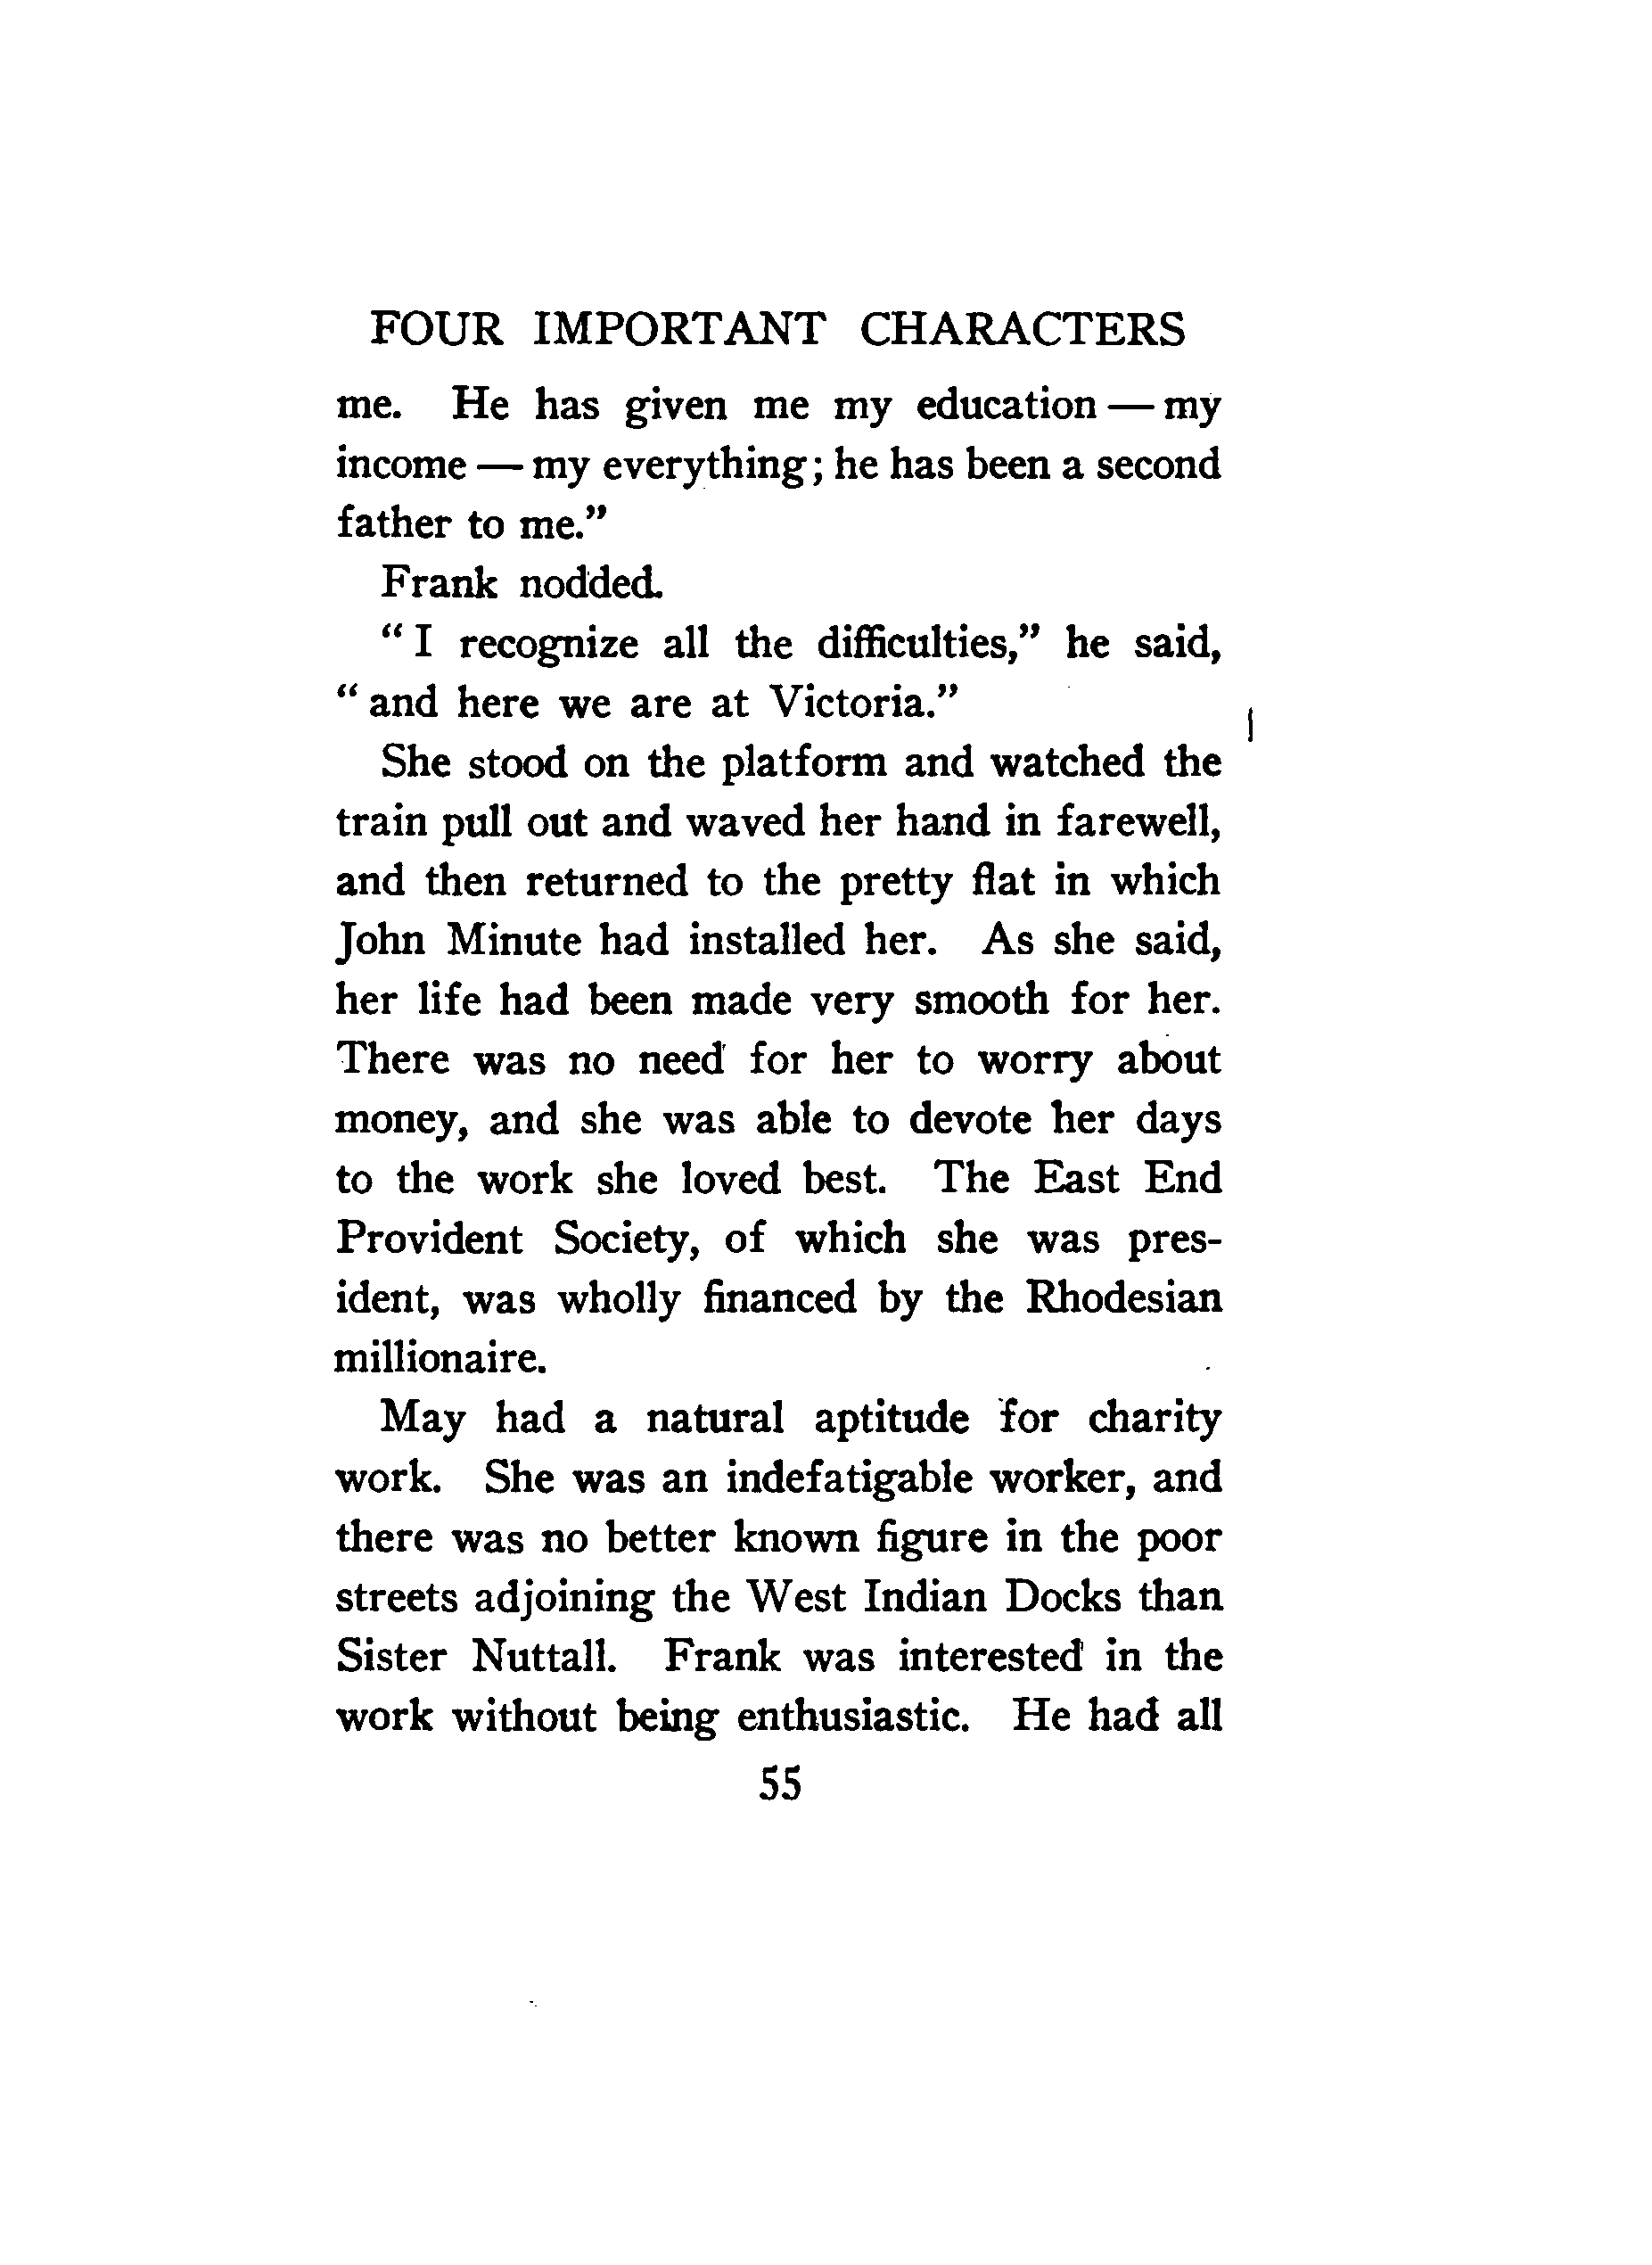 FOUR IMPORTANT CHARACTERS
me. He has given me my education — my
income — my everything; he has been a second
father to me."
Frank nodded.
" I recognize all the difficulties," he said,
" and here we are at Victoria."
She stood on the platform and watched the
train pull out and waved her hand in farewell,
and then returned to the pretty flat in which
John Minute had installed her. As she said,
her life had been made very smooth for her.
There was no need for her to worry about
money, and she was able to devote her days
to the work she loved best. The East End
Provident Society, of which she was pres-
ident, was wholly financed by the Rhodesian
millionaire.
May had a natural aptitude for charity
work. She was an indefatigable worker, and
there was no better known figure in the poor
streets adjoining the West Indian Docks than
Sister Nuttall. Frank was interested in the
work without being enthusiastic. He had all
55